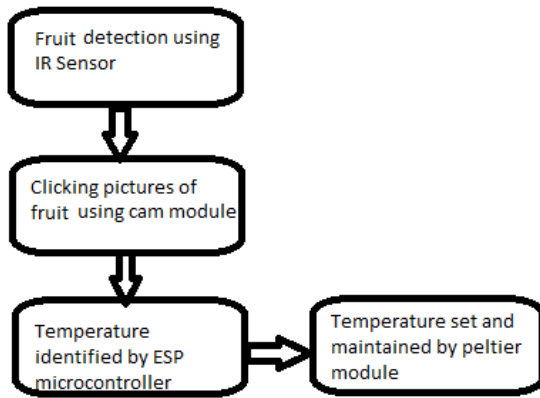 Fruit detection using
IR Sensor
Clicking pictures of
fruit using cam module
Temperature
identified by ESP
microcontroller
Temperature set and
maintained by peltier
module